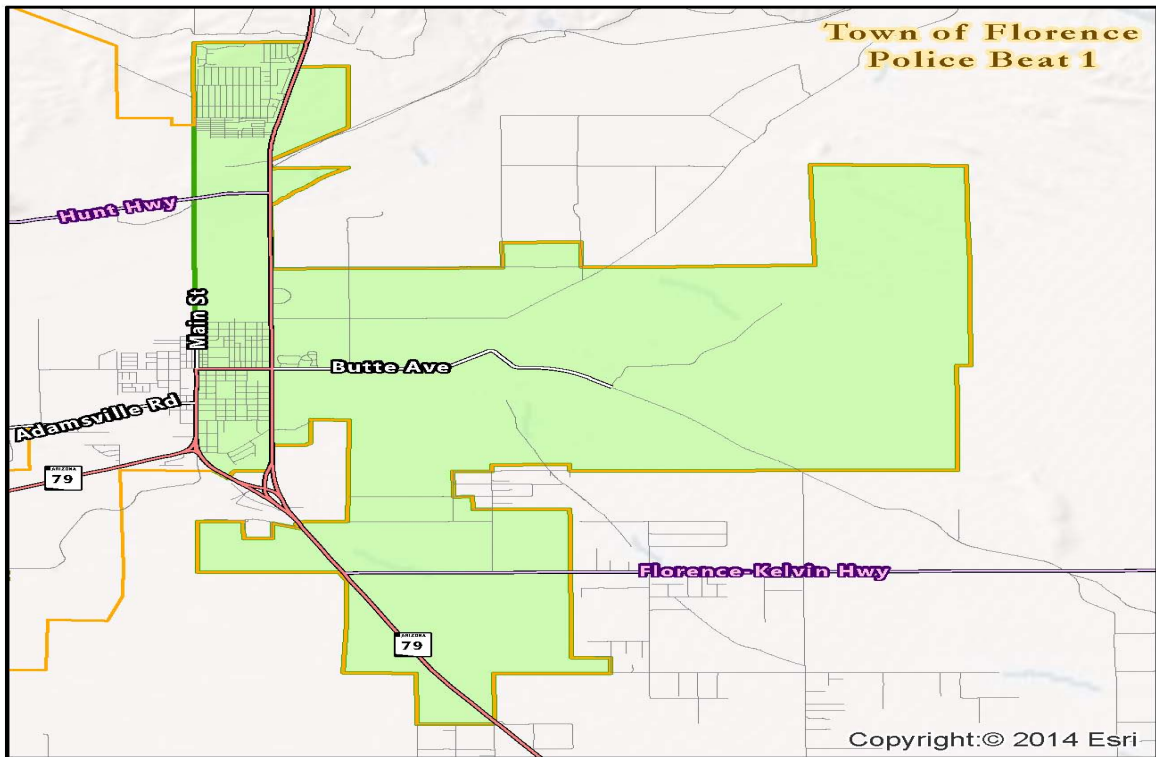 Town of Florence
Police Beat 1
Hunt Hwy
Main St
Butte Ave
Adamsville Rd
ARIZONA
79
Florence-Kelvin Hwy
ARIZONA
79
Copyright:© 2014 Esri